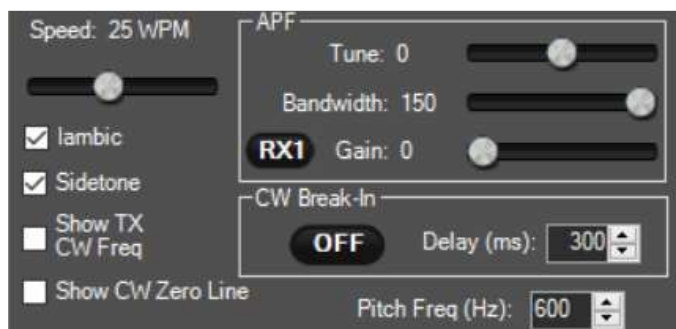 Speed: 25 WPM
Iambic
Sidetone
Show TX
CW Freq
Show CW Zero Line
APF
Tune: 0
Bandwidth: 150
RX1 Gain: 0
CW Break-In
OFF Delay (ms): 300
Pitch Freq (Hz): 600